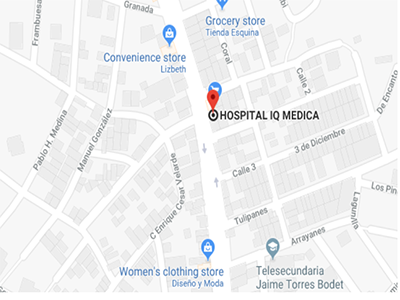 Granada
Grocery store
Tienda Esquina
Frambuesa
Convenience store
Lizbeth
Coral
Calle 2
De Encanto
HOSPITAL IQ MEDICA
Pablo H. Medina
Manuel González
3 de Diciembre
Calle 3
C Enrique Cesar Velarde
Los Pin
Lagunilla
Tulipanes
Arrayanes
Women's clothing store
Diseño y Moda
Telesecundaria
Jaime Torres Bodet